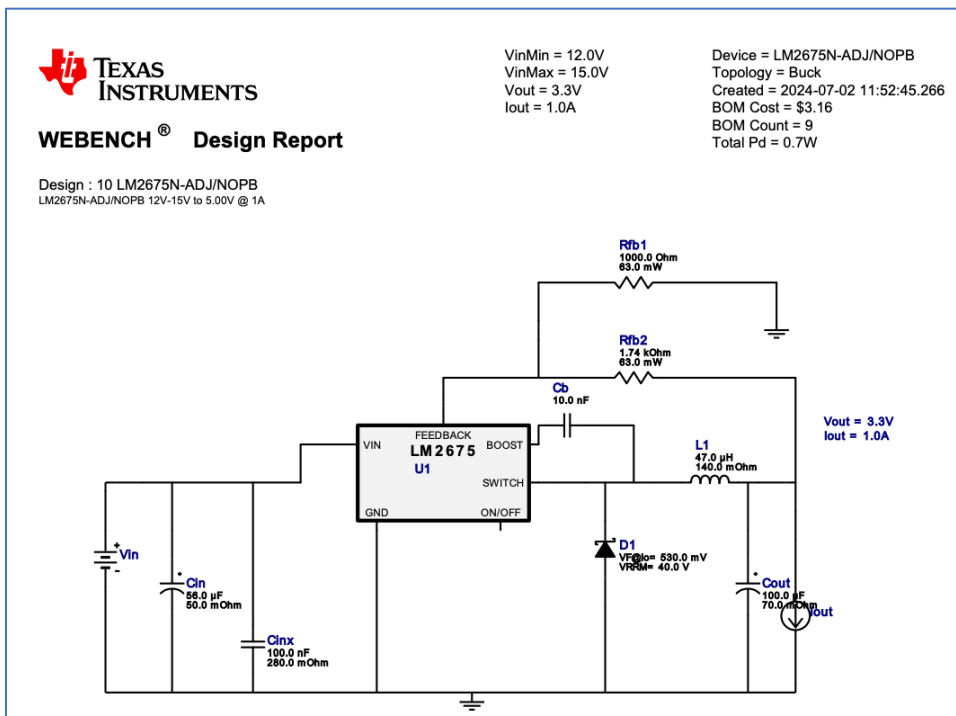 TEXAS
INSTRUMENTS
VinMin = 12.0V
VinMax = 15.0V
Vout = 3.3V
Iout = 1.0A
Device = LM2675N-ADJ/NOPB
Topology = Buck
Created = 2024-07-02 11:52:45.266
BOM Cost = $3.16
BOM Count = 9
Total Pd = 0.7W
WEBENCH ® Design Report
Design : 10 LM2675N-ADJ/NOPB
LM2675N-ADJ/NOPB 12V-15V to 5.00V @ 1A
Rfb1
1000.0 Ohm
63.0 mW
Rfb2
1.74 kOhm
63.0 mW
Cb
10.0 nF
Vout = 3.3V
Iout = 1.0A
FEEDBACK
VIN
LM2675
BOOST
U1
SWITCH
GND
ON/OFF
L1
47.0 µH
140.0 mOhm
Vin
+
-
Cin
56.0 µF
50.0 mOhm
Cinx
100.0 nF
280.0 mOhm
D1
VF@Io= 530.0 mV
VRRM= 40.0 V
Cout
100.0 µF
70.0 mOhm
Iout